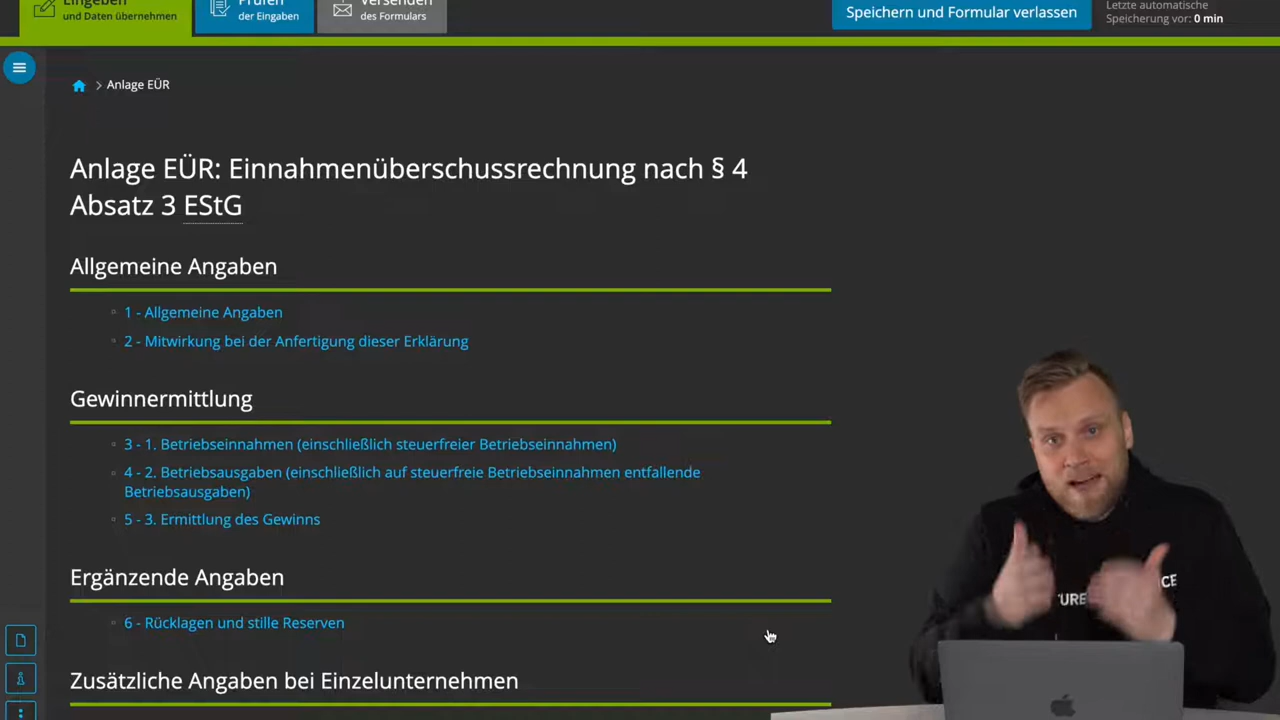 Eingeben
und Daten übernehmen
Prüfen
der Eingaben
Versenden
des Formulars
Speichern und Formular verlassen
Letzte automatische
Speicherung vor: 0 min
Anlage EÜR
Anlage EÜR: Einnahmenüberschussrechnung nach § 4
Absatz 3 EStG
Allgemeine Angaben
1 - Allgemeine Angaben
2 - Mitwirkung bei der Anfertigung dieser Erklärung
Gewinnermittlung
3 - 1. Betriebseinnahmen (einschließlich steuerfreier Betriebseinnahmen)
4 - 2. Betriebsausgaben (einschließlich auf steuerfreie Betriebseinnahmen entfallende
Betriebsausgaben)
5 - 3. Ermittlung des Gewinns
Ergänzende Angaben
6 - Rücklagen und stille Reserven
Zusätzliche Angaben bei Einzelunternehmen